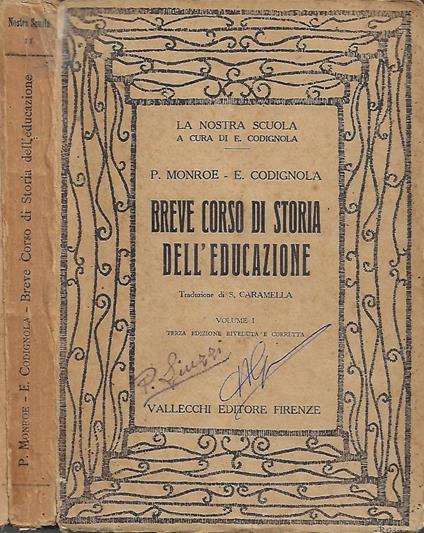 Nostra Scuola
P. MONROE - E. CODIGNOLA - Breve Corso di Storia dell'educazione
LA NOSTRA SCUOLA
A CURA DI E. CODIGNOLA
P. MONROE - E. CODIGNOLA
BREVE CORSO DI STORIA
DELL'EDUCAZIONE
Traduzione di S. CARAMELLA
VOLUME I
TERZA EDIZIONE RIVEDUTA E CORRETTA
VALLECCHI EDITORE FIRENZE